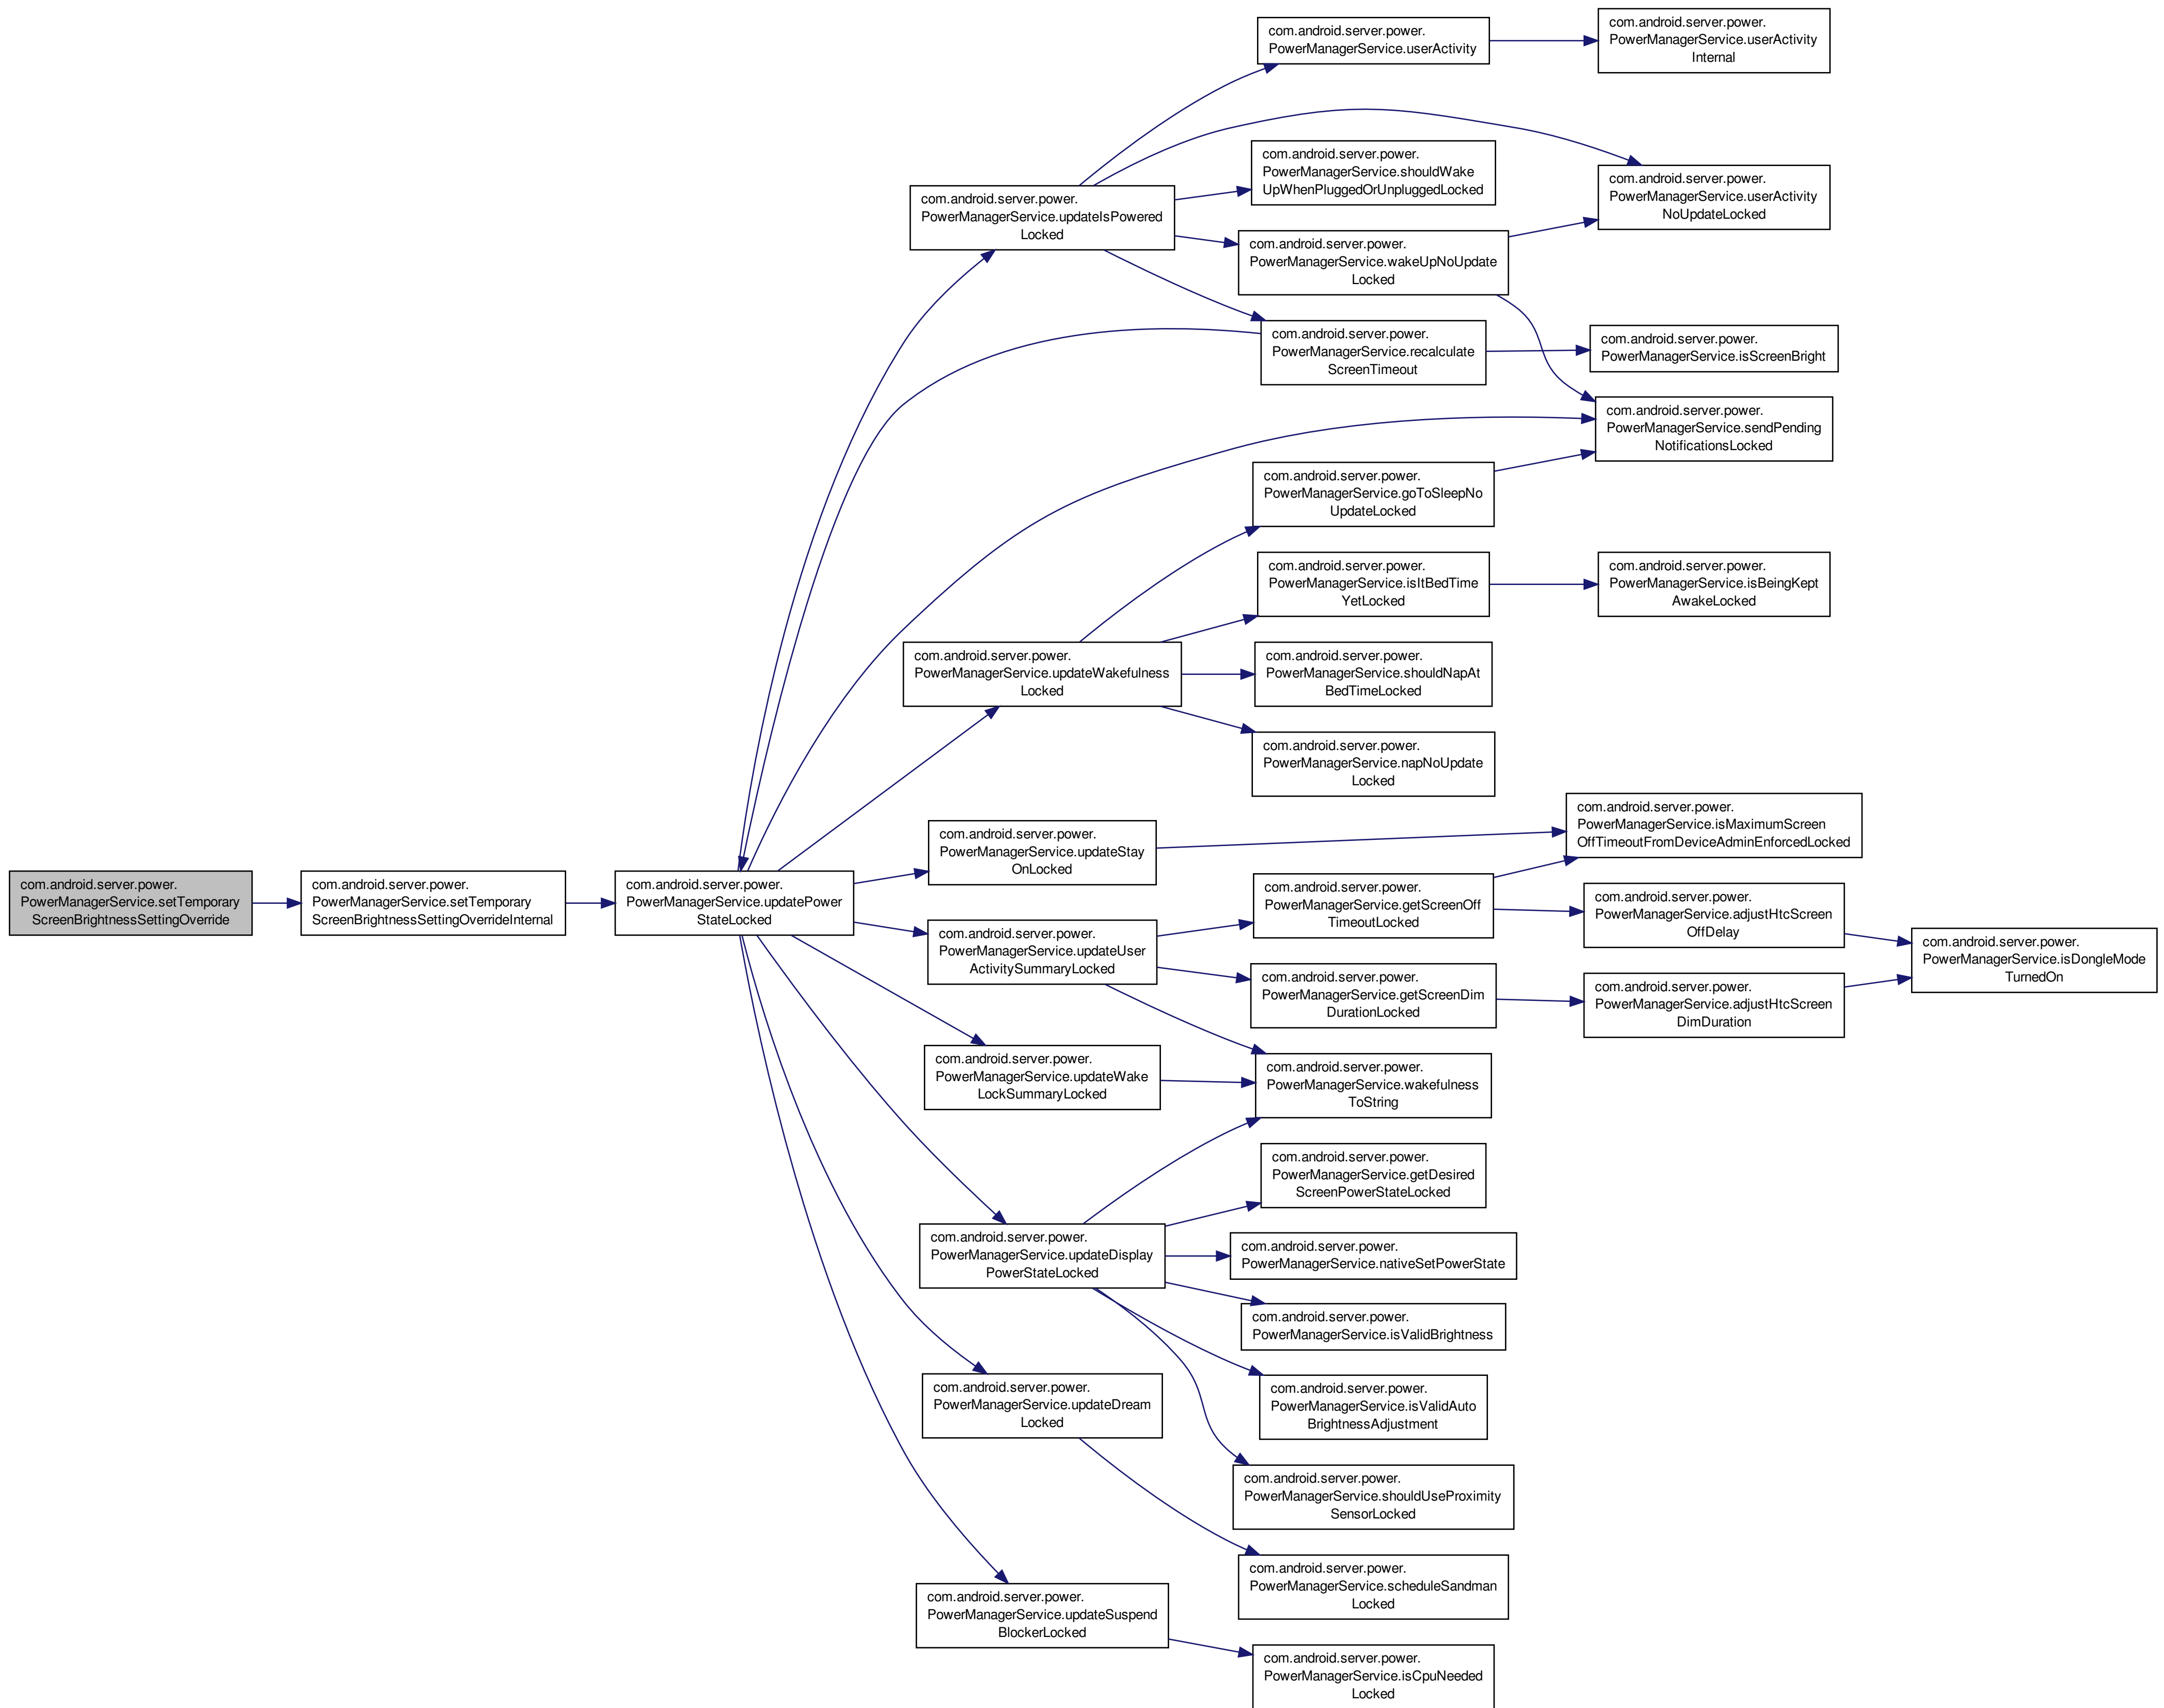 com.android.server.power.
PowerManagerService.userActivity
com.android.server.power.
PowerManagerService.userActivity
Internal
com.android.server.power.
PowerManagerService.shouldWake
UpWhenPluggedOrUnpluggedLocked
com.android.server.power.
PowerManagerService.userActivity
NoUpdateLocked
com.android.server.power.
PowerManagerService.updateIsPowered
Locked
com.android.server.power.
PowerManagerService.wakeUpNoUpdate
Locked
com.android.server.power.
PowerManagerService.recalculate
ScreenTimeout
com.android.server.power.
PowerManagerService.isScreenBright
com.android.server.power.
PowerManagerService.sendPending
NotificationsLocked
com.android.server.power.
PowerManagerService.goToSleepNo
UpdateLocked
com.android.server.power.
PowerManagerService.isItBedTime
YetLocked
com.android.server.power.
PowerManagerService.isBeingKept
AwakeLocked
com.android.server.power.
PowerManagerService.updateWakefulness
Locked
com.android.server.power.
PowerManagerService.shouldNapAt
BedTimeLocked
com.android.server.power.
PowerManagerService.napNoUpdate
Locked
com.android.server.power.
PowerManagerService.updateStay
OnLocked
com.android.server.power.
PowerManagerService.isMaximumScreen
OffTimeoutFromDeviceAdminEnforcedLocked
com.android.server.power.
PowerManagerService.setTemporary
ScreenBrightnessSettingOverride
com.android.server.power.
PowerManagerService.setTemporary
ScreenBrightnessSettingOverrideInternal
com.android.server.power.
PowerManagerService.updatePower
StateLocked
com.android.server.power.
PowerManagerService.getScreenOff
TimeoutLocked
com.android.server.power.
PowerManagerService.adjustHtcScreen
OffDelay
com.android.server.power.
PowerManagerService.updateUser
ActivitySummaryLocked
com.android.server.power.
PowerManagerService.isDongleMode
TurnedOn
com.android.server.power.
PowerManagerService.getScreenDim
DurationLocked
com.android.server.power.
PowerManagerService.adjustHtcScreen
DimDuration
com.android.server.power.
PowerManagerService.updateWake
LockSummaryLocked
com.android.server.power.
PowerManagerService.wakefulness
ToString
com.android.server.power.
PowerManagerService.getDesired
ScreenPowerStateLocked
com.android.server.power.
PowerManagerService.updateDisplay
PowerStateLocked
com.android.server.power.
PowerManagerService.nativeSetPowerState
com.android.server.power.
PowerManagerService.isValidBrightness
com.android.server.power.
PowerManagerService.updateDream
Locked
com.android.server.power.
PowerManagerService.isValidAuto
BrightnessAdjustment
com.android.server.power.
PowerManagerService.shouldUseProximity
SensorLocked
com.android.server.power.
PowerManagerService.scheduleSandman
Locked
com.android.server.power.
PowerManagerService.updateSuspend
BlockerLocked
com.android.server.power.
PowerManagerService.isCpuNeeded
Locked